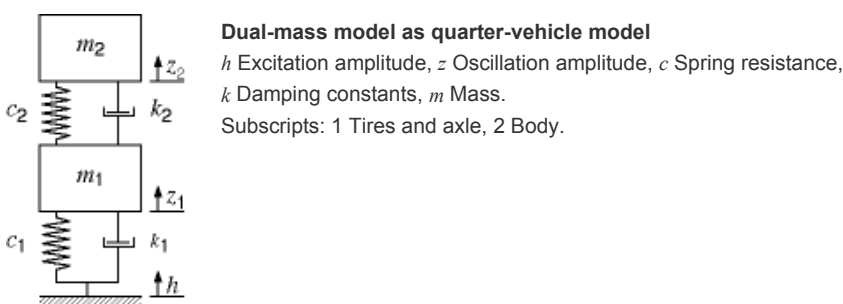 m2
z2
c2
k2
m1
z1
c1
k1
h
Dual-mass model as quarter-vehicle model
h Excitation amplitude, z Oscillation amplitude, c Spring resistance,
k Damping constants, m Mass.
Subscripts: 1 Tires and axle, 2 Body.